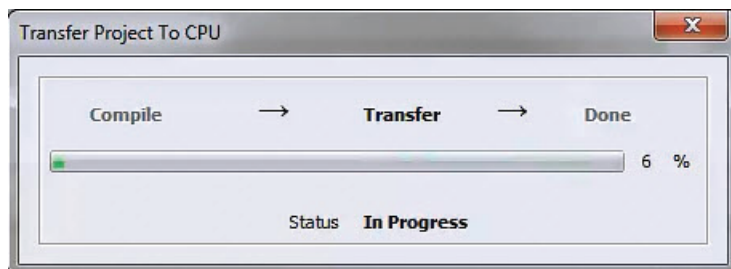 Transfer Project To CPU
Compile → Transfer → Done
6 %
Status In Progress